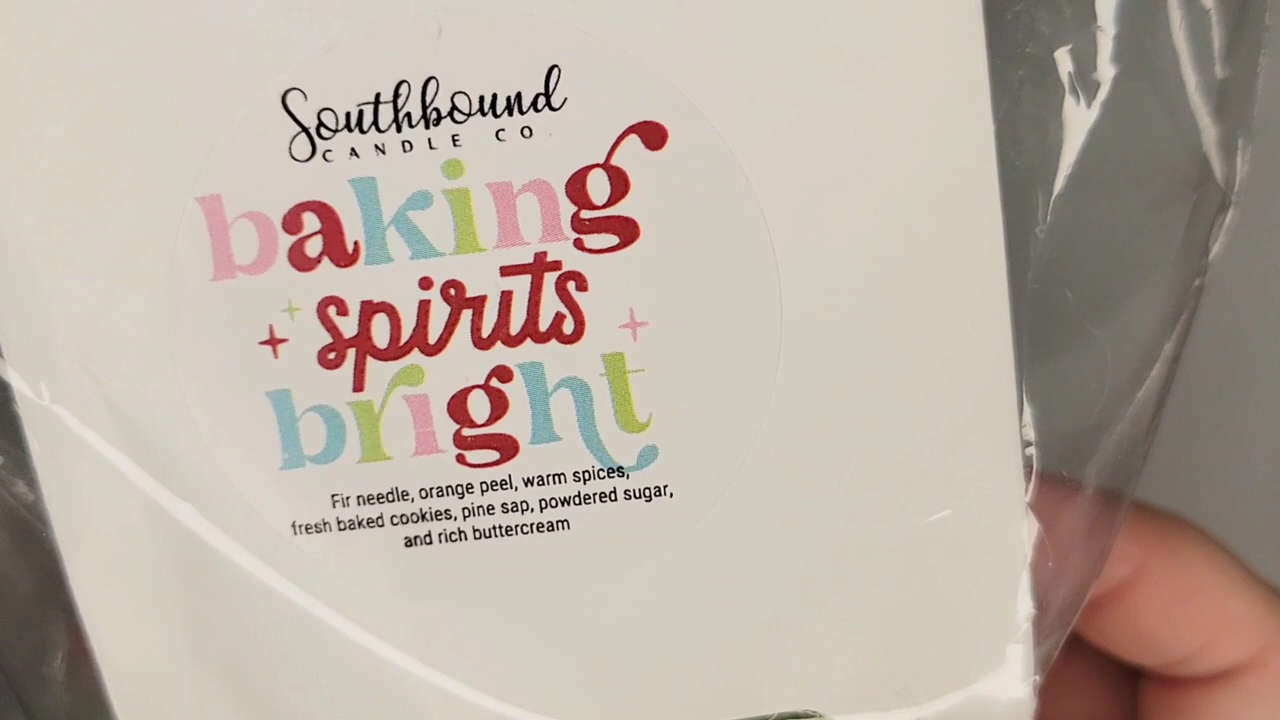 Southbound
CANDLE CO.
baking
spirits
bright
Fir needle, orange peel, warm spices,
fresh baked cookies, pine sap, powdered sugar,
and rich buttercream